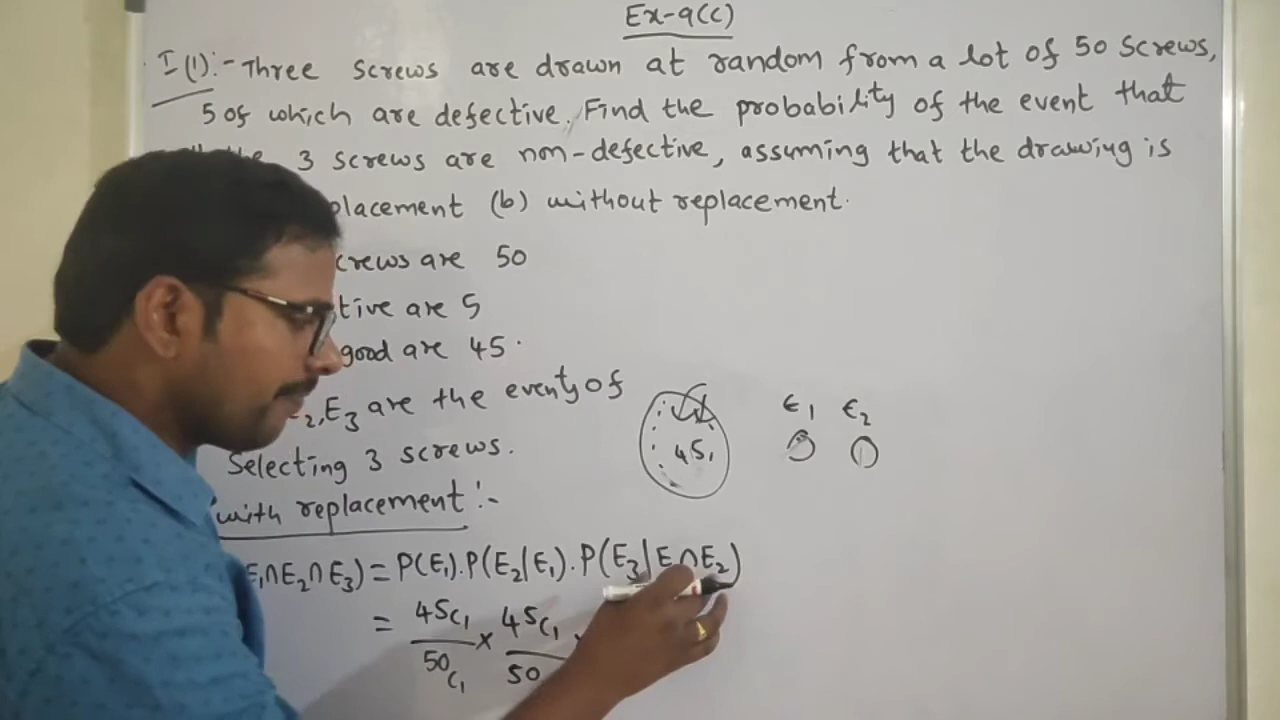 Ex-9(c)
I(1):- Three screws are drawn at random from a lot of 50 screws,
5 of which are defective. Find the probability of the event that
3 screws are non-defective, assuming that the drawing is
placement (b) without replacement.
crews are 50
tive are 5
good are 45.
2,E3 are the events of
Selecting 3 screws.
45
E1 E2
with replacement :-
E1∩E2∩E3) = P(E1).P(E2|E1).P(E3|E1∩E2)
= 45C1/50C1 × 45C1/50